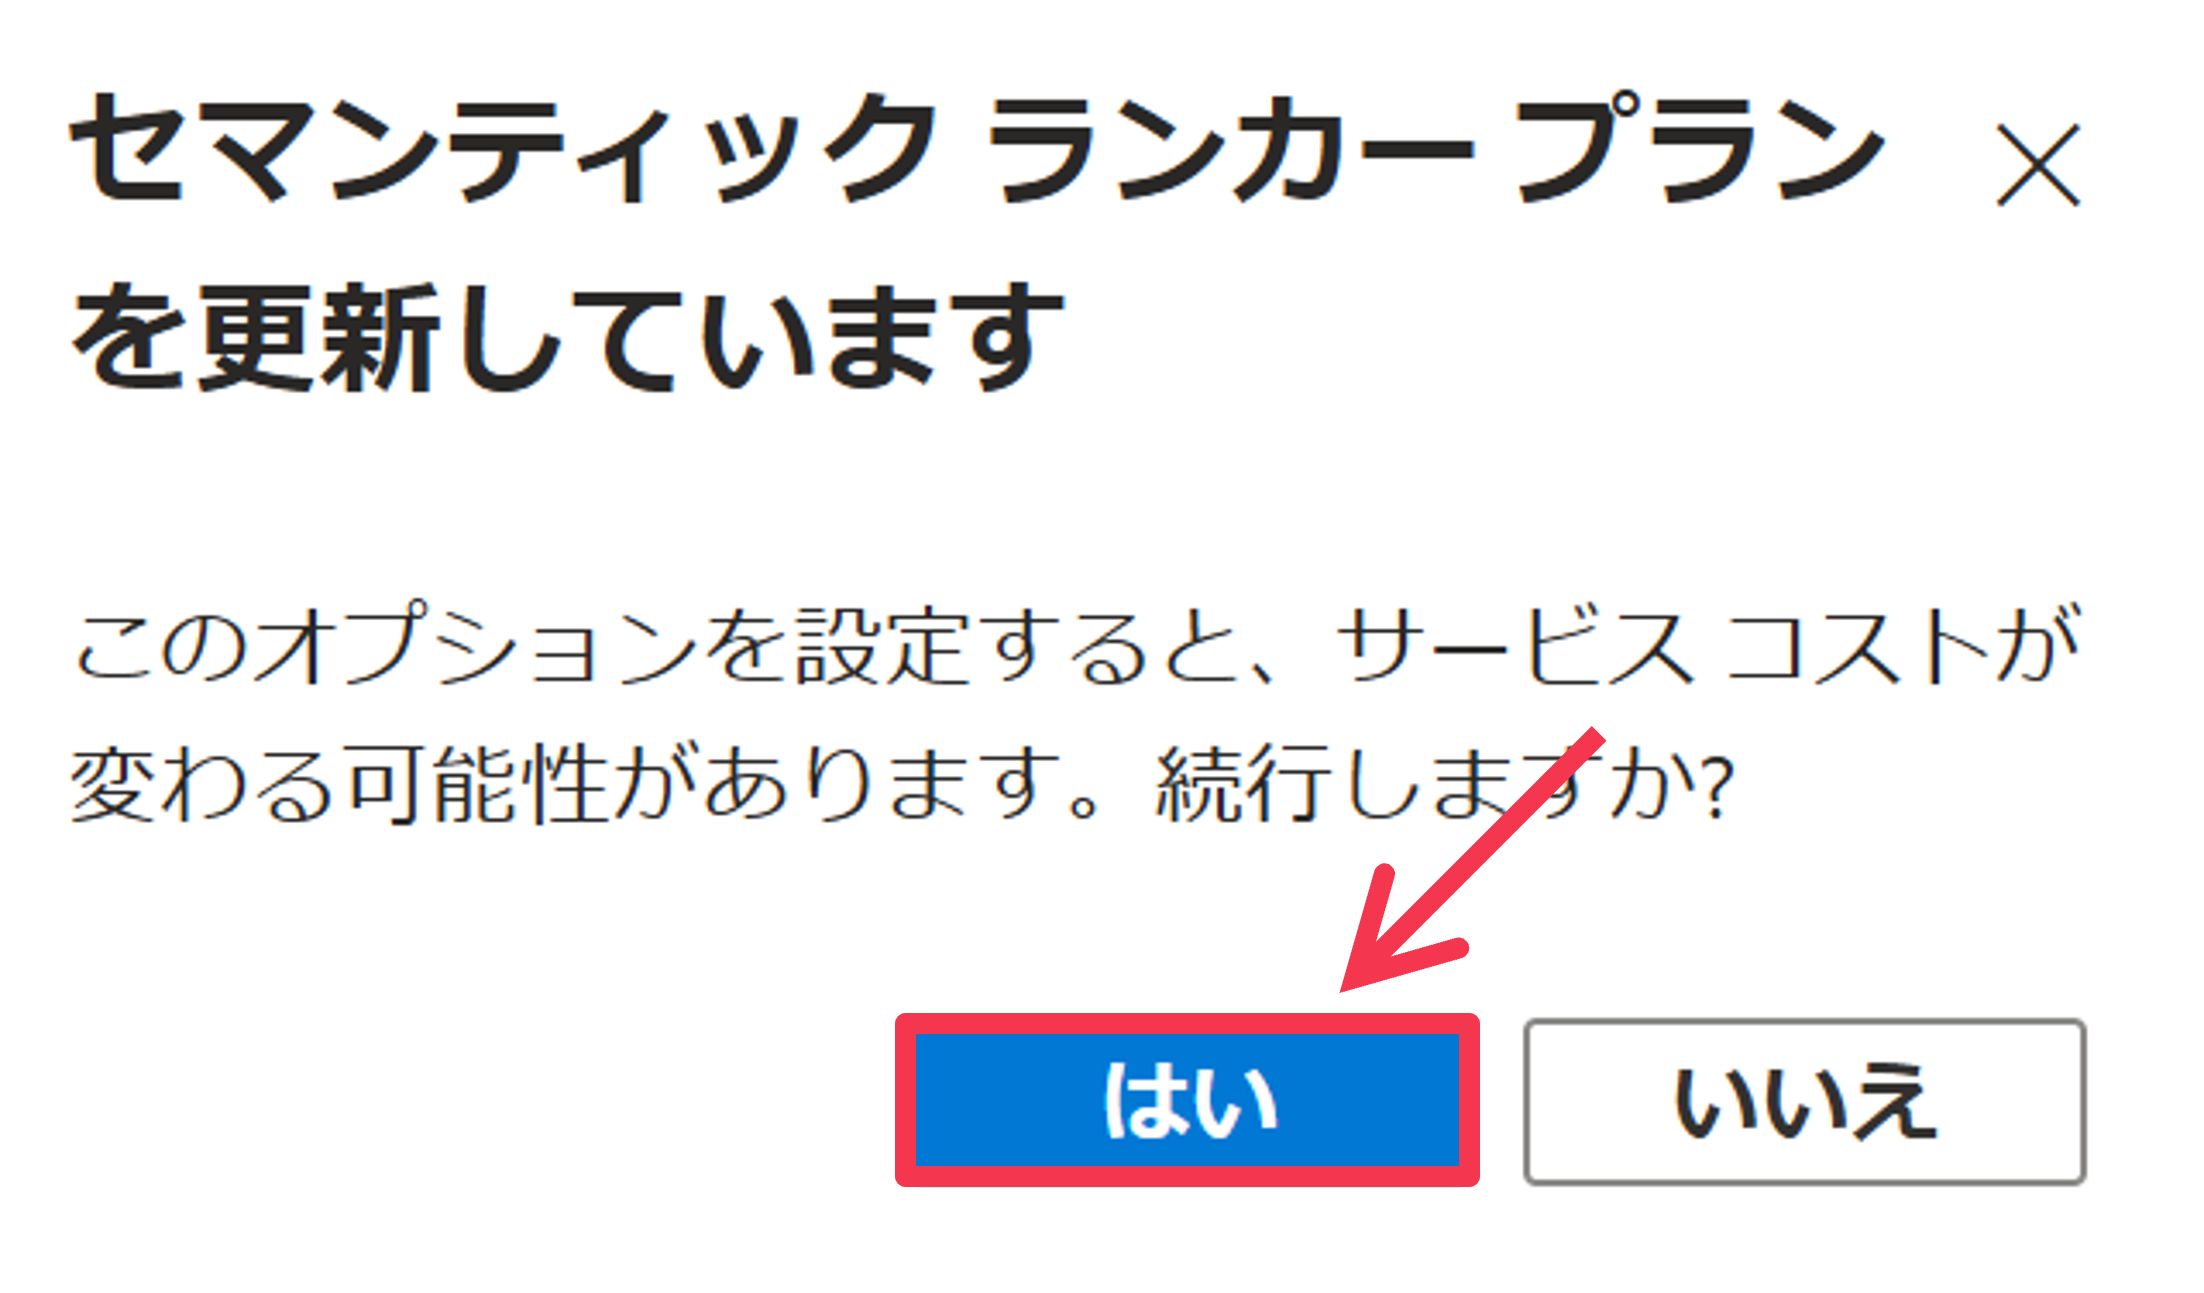 セマンティック ランカー プラン
を更新しています
このオプションを設定すると、サービス コストが
変わる可能性があります。続行しますか?
はい
いいえ